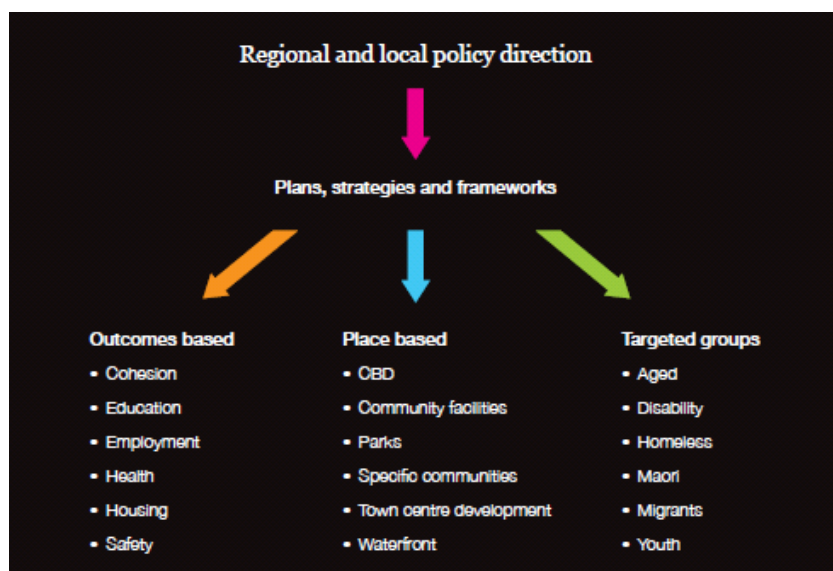 Regional and local policy direction
Plans, strategies and frameworks
Outcomes based
• Cohesion
• Education
• Employment
• Health
• Housing
• Safety
Place based
• CBD
• Community facilities
• Parks
• Specific communities
• Town centre development
• Waterfront
Targeted groups
• Aged
• Disability
• Homeless
• Maori
• Migrants
• Youth